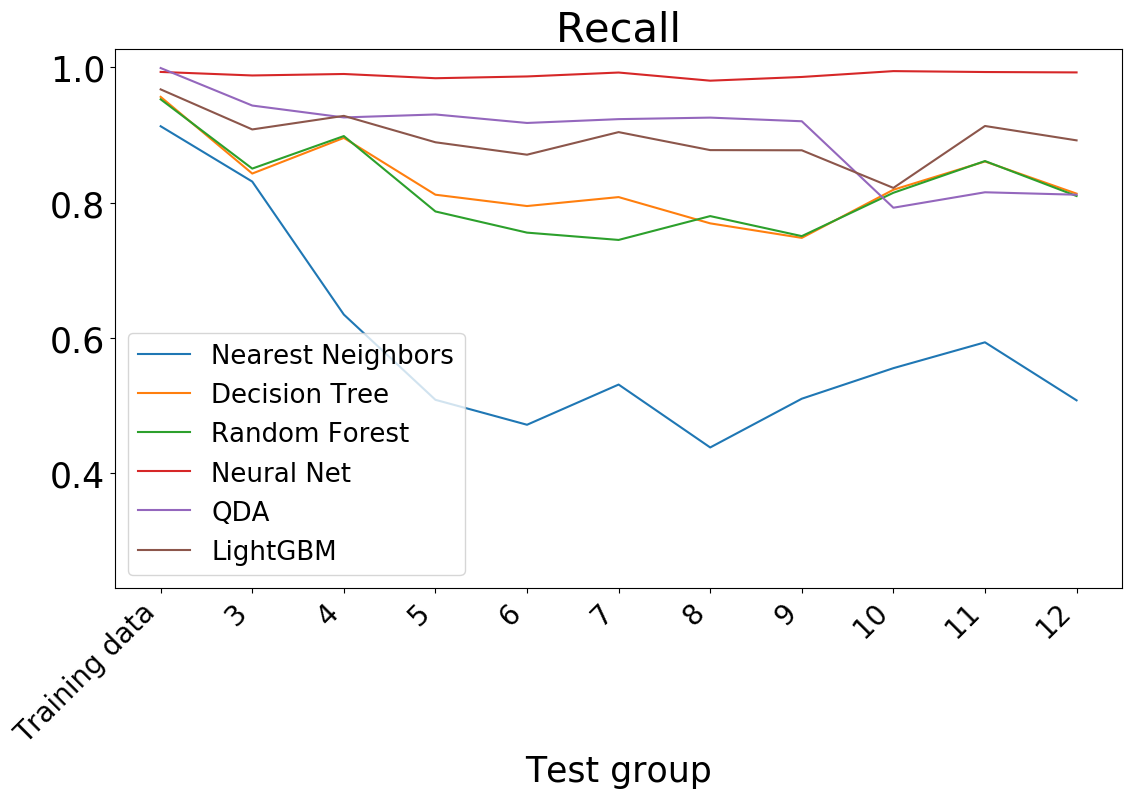 Recall
1.0
0.8
0.6
0.4
Nearest Neighbors
Decision Tree
Random Forest
Neural Net
QDA
LightGBM
Training data
3
4
5
6
7
8
9
10
11
12
Test group